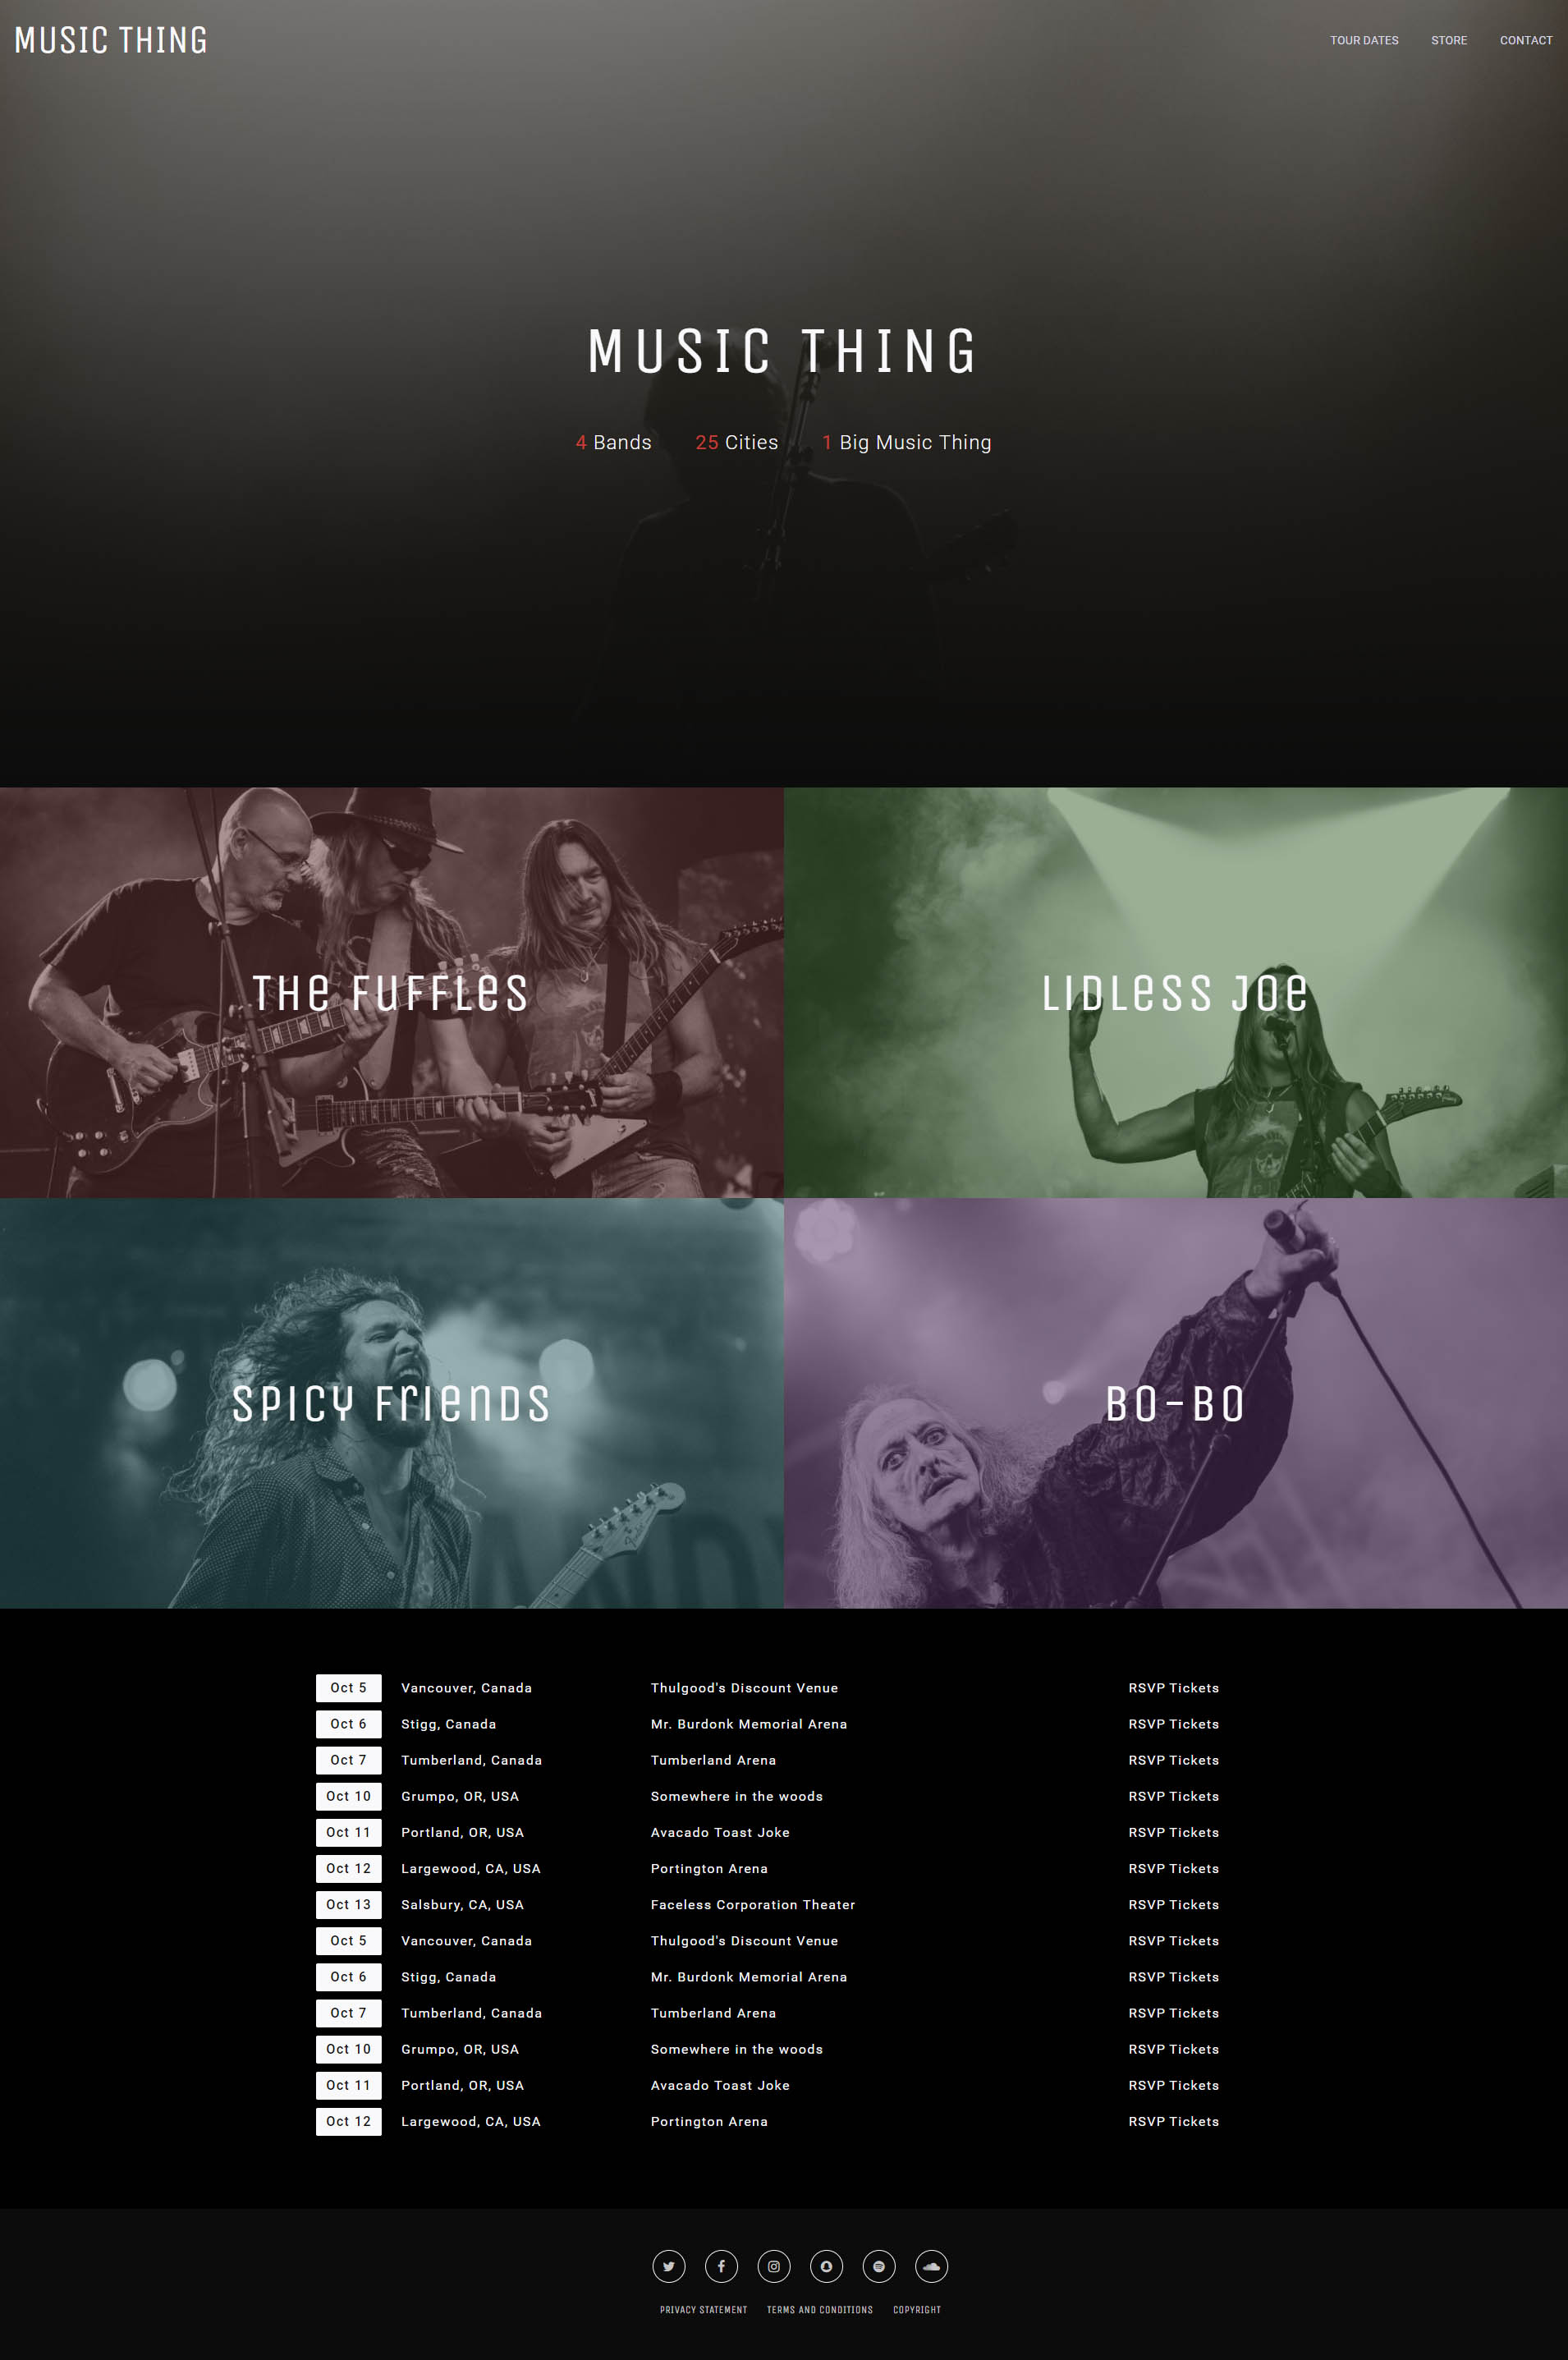 MUSIC THING
TOUR DATES STORE CONTACT
MUSIC THING
4 Bands 25 Cities 1 Big Music Thing
THe FUFFLes
LIDLess Joe
SPICY FrIenDS
BO-BO
Oct 5 Vancouver, Canada Thulgood's Discount Venue RSVP Tickets
Oct 6 Stigg, Canada Mr. Burdonk Memorial Arena RSVP Tickets
Oct 7 Tumberland, Canada Tumberland Arena RSVP Tickets
Oct 10 Grumpo, OR, USA Somewhere in the woods RSVP Tickets
Oct 11 Portland, OR, USA Avacado Toast Joke RSVP Tickets
Oct 12 Largewood, CA, USA Portington Arena RSVP Tickets
Oct 13 Salsbury, CA, USA Faceless Corporation Theater RSVP Tickets
Oct 5 Vancouver, Canada Thulgood's Discount Venue RSVP Tickets
Oct 6 Stigg, Canada Mr. Burdonk Memorial Arena RSVP Tickets
Oct 7 Tumberland, Canada Tumberland Arena RSVP Tickets
Oct 10 Grumpo, OR, USA Somewhere in the woods RSVP Tickets
Oct 11 Portland, OR, USA Avacado Toast Joke RSVP Tickets
Oct 12 Largewood, CA, USA Portington Arena RSVP Tickets
PRIVACY STATEMENT TERMS AND CONDITIONS COPYRIGHT